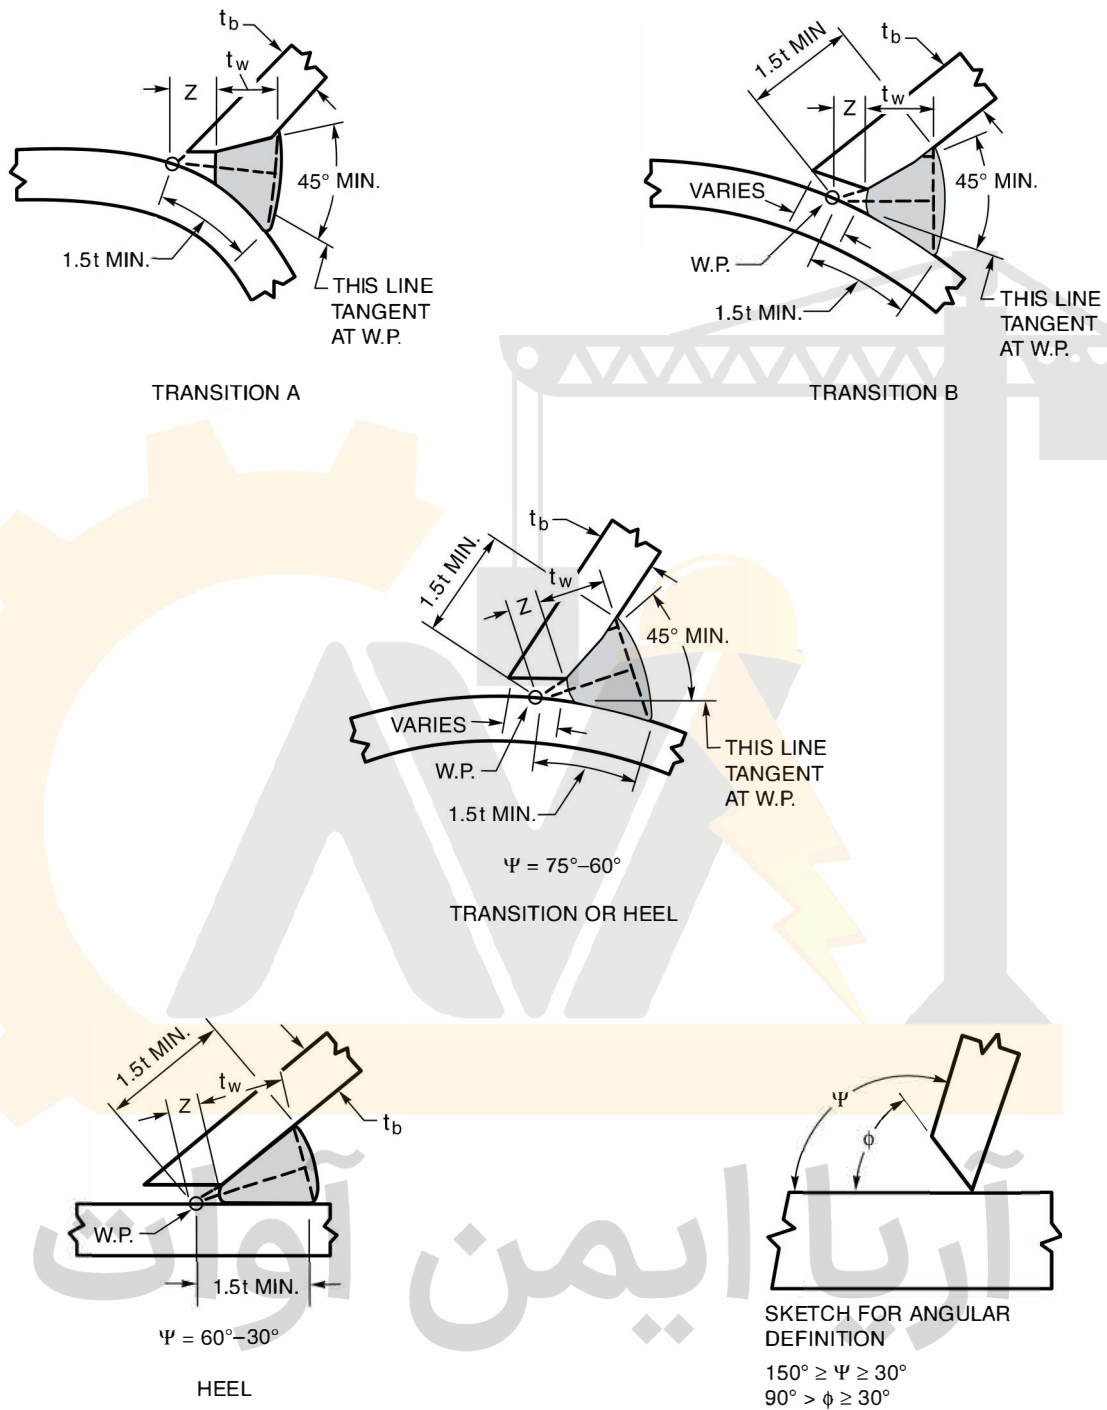 t_b
t_w
Z
45° MIN.
1.5t MIN.
THIS LINE
TANGENT
AT W.P.
TRANSITION A
1.5t MIN
t_b
t_w
Z
VARIES
45° MIN.
W.P.
1.5t MIN.
THIS LINE
TANGENT
AT W.P.
TRANSITION B
t_b
1.5t MIN.
t_w
Z
45° MIN.
VARIES
W.P.
1.5t MIN.
THIS LINE
TANGENT
AT W.P.
Ψ = 75°–60°
TRANSITION OR HEEL
1.5t MIN.
t_w
Z
t_b
W.P.
1.5t MIN.
Ψ = 60°–30°
HEEL
Ψ
ϕ
آریا ایمن آوات
SKETCH FOR ANGULAR
DEFINITION
150° ≥ Ψ ≥ 30°
90° > ϕ ≥ 30°